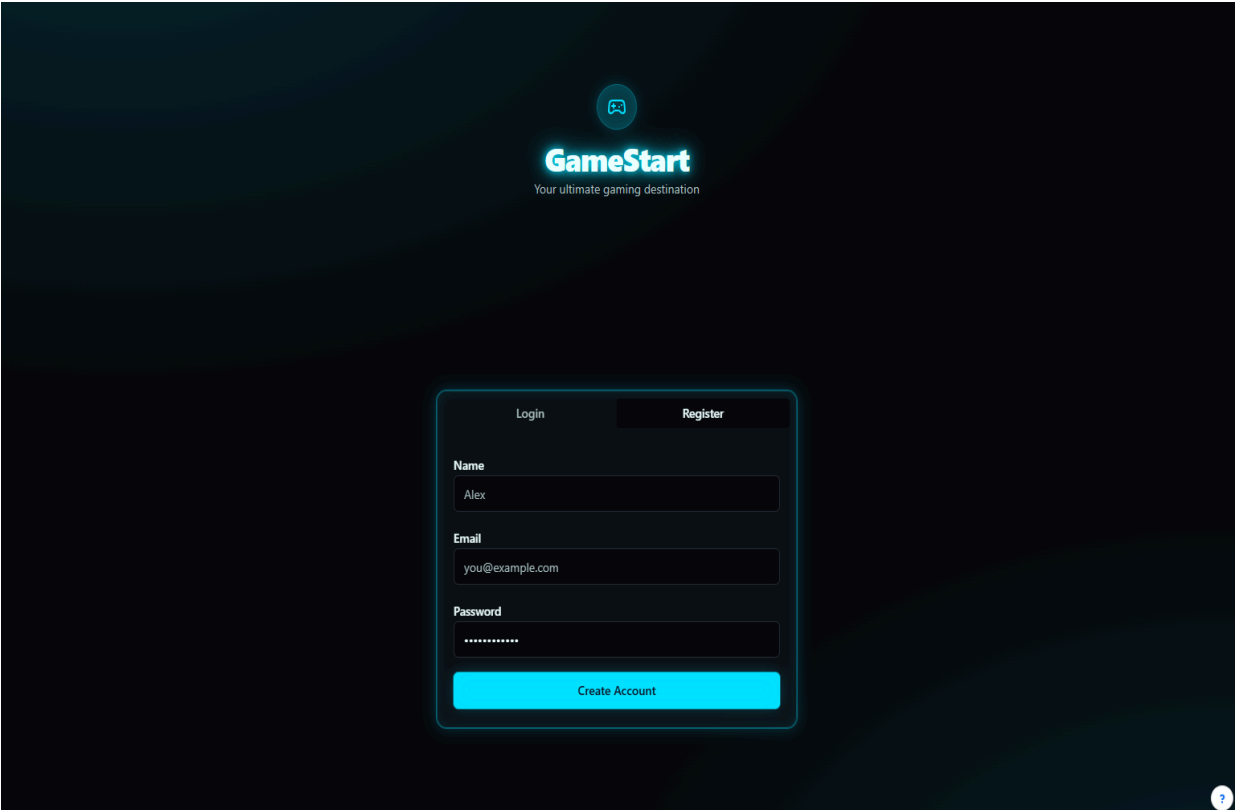 GameStart
Your ultimate gaming destination
Login
Register
Name
Alex
Email
you@example.com
Password
••••••••••••
Create Account
?